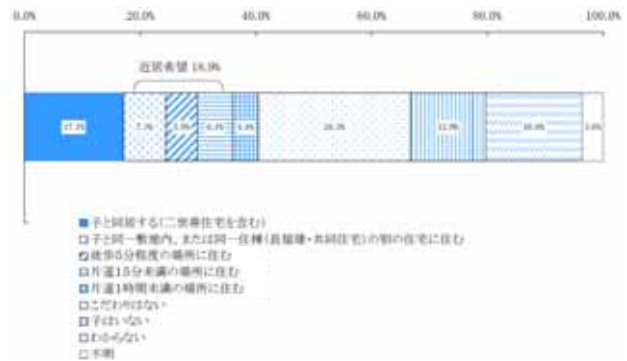 0.0% 20.0% 40.0% 60.0% 80.0% 100.0%
近居希望 18.9%
17.3%
子と同居する(二世帯住宅を含む)
子と同一敷地内、または同一住棟(長屋建・共同住宅)の別の住宅に住む
徒歩5分程度の場所に住む
片道15分未満の場所に住む
片道1時間未満の場所に住む
こだわりはない
子はいない
わからない
不明